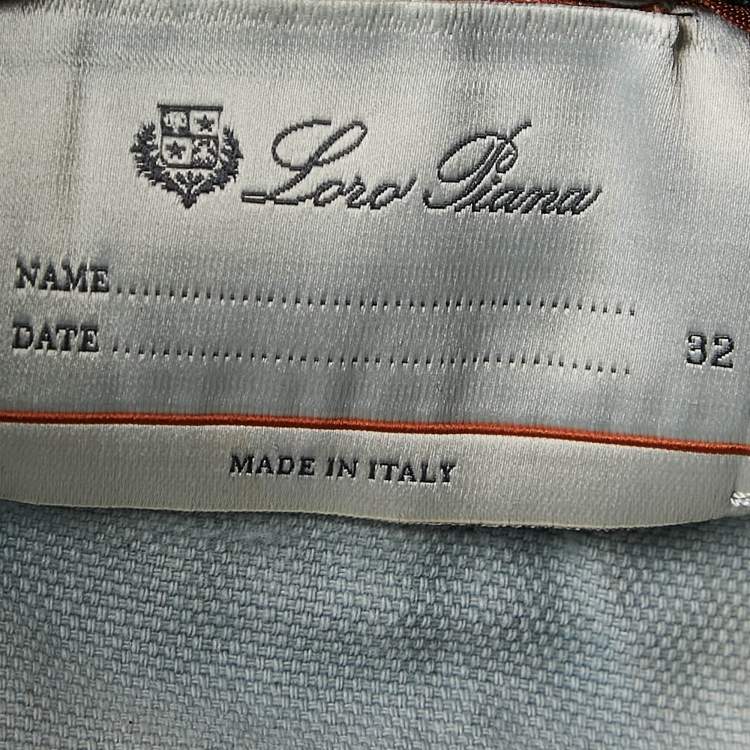 Loro Piana
NAME........................................................
DATE........................................................ 32
MADE IN ITALY